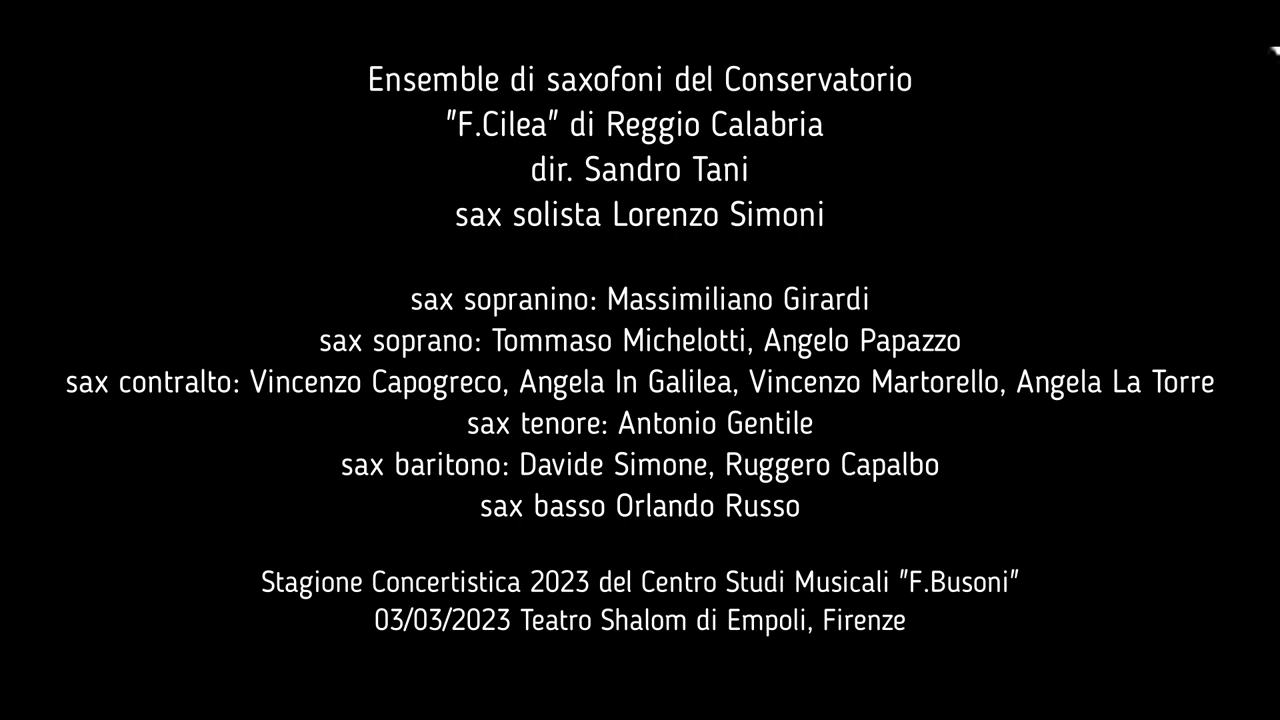 Ensemble di saxofoni del Conservatorio
"F.Cilea" di Reggio Calabria
dir. Sandro Tani
sax solista Lorenzo Simoni
sax sopranino: Massimiliano Girardi
sax soprano: Tommaso Michelotti, Angelo Papazzo
sax contralto: Vincenzo Capogreco, Angela In Galilea, Vincenzo Martorello, Angela La Torre
sax tenore: Antonio Gentile
sax baritono: Davide Simone, Ruggero Capalbo
sax basso Orlando Russo
Stagione Concertistica 2023 del Centro Studi Musicali "F.Busoni"
03/03/2023 Teatro Shalom di Empoli, Firenze